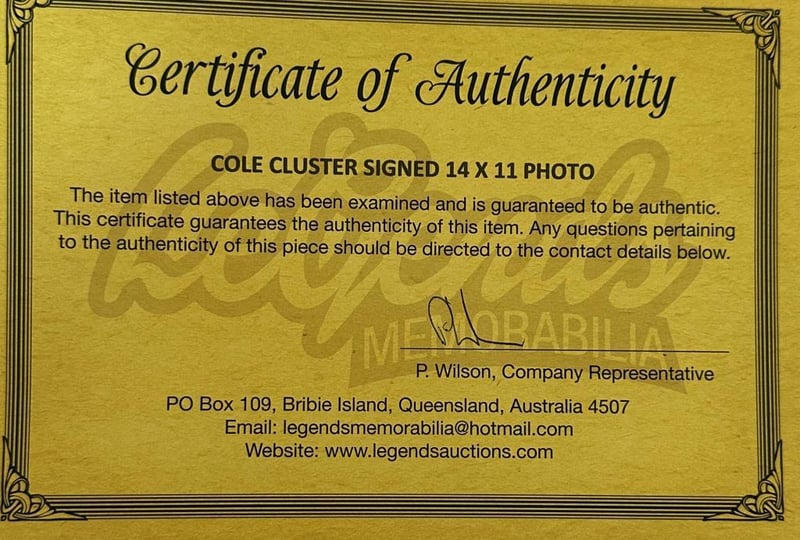 Certificate of Authenticity
COLE CLUSTER SIGNED 14 X 11 PHOTO
The item listed above has been examined and is guaranteed to be authentic.
This certificate guarantees the authenticity of this item. Any questions pertaining
to the authenticity of this piece should be directed to the contact details below.
Legends
MEMORABILIA
P. Wilson, Company Representative
PO Box 109, Bribie Island, Queensland, Australia 4507
Email: legendsmemorabilia@hotmail.com
Website: www.legendsauctions.com